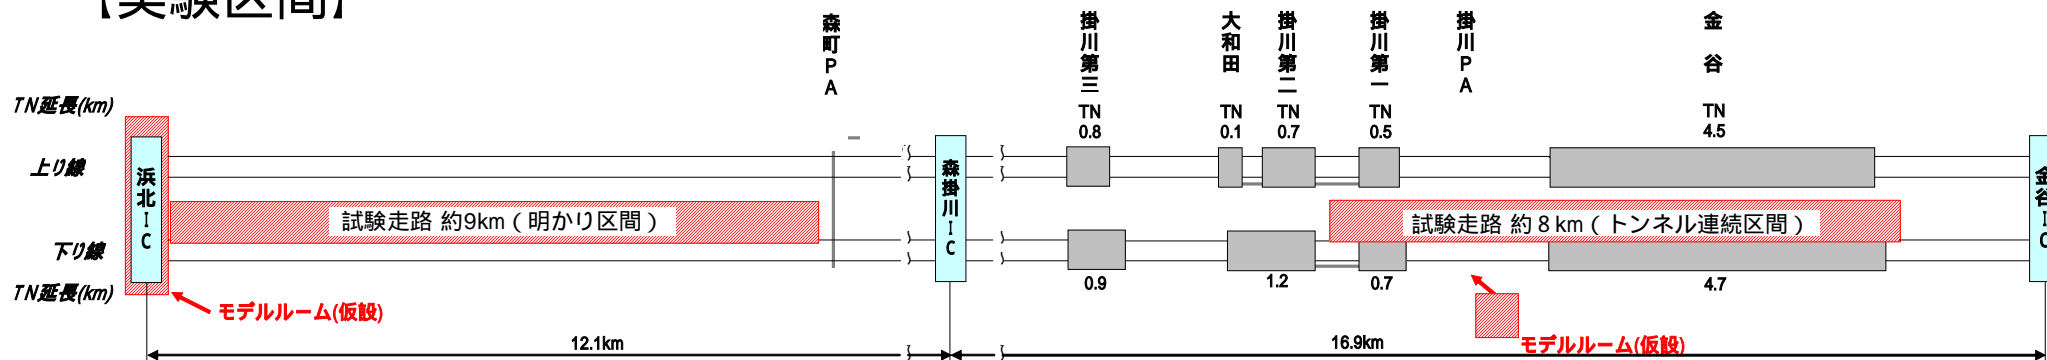 【実験区間】
森町PA
掛川第三
TN
0.8
大和田
TN
0.1
掛川第二
TN
0.7
掛川第一
TN
0.5
掛川PA
金谷
TN
4.5
TN延長(km)
上り線
下り線
TN延長(km)
浜北IC
森掛川IC
金谷IC
試験走路 約9km（明かり区間）
試験走路 約８km（トンネル連続区間）
0.9
1.2
0.7
4.7
モデルルーム(仮設)
モデルルーム(仮設)
12.1km
16.9km